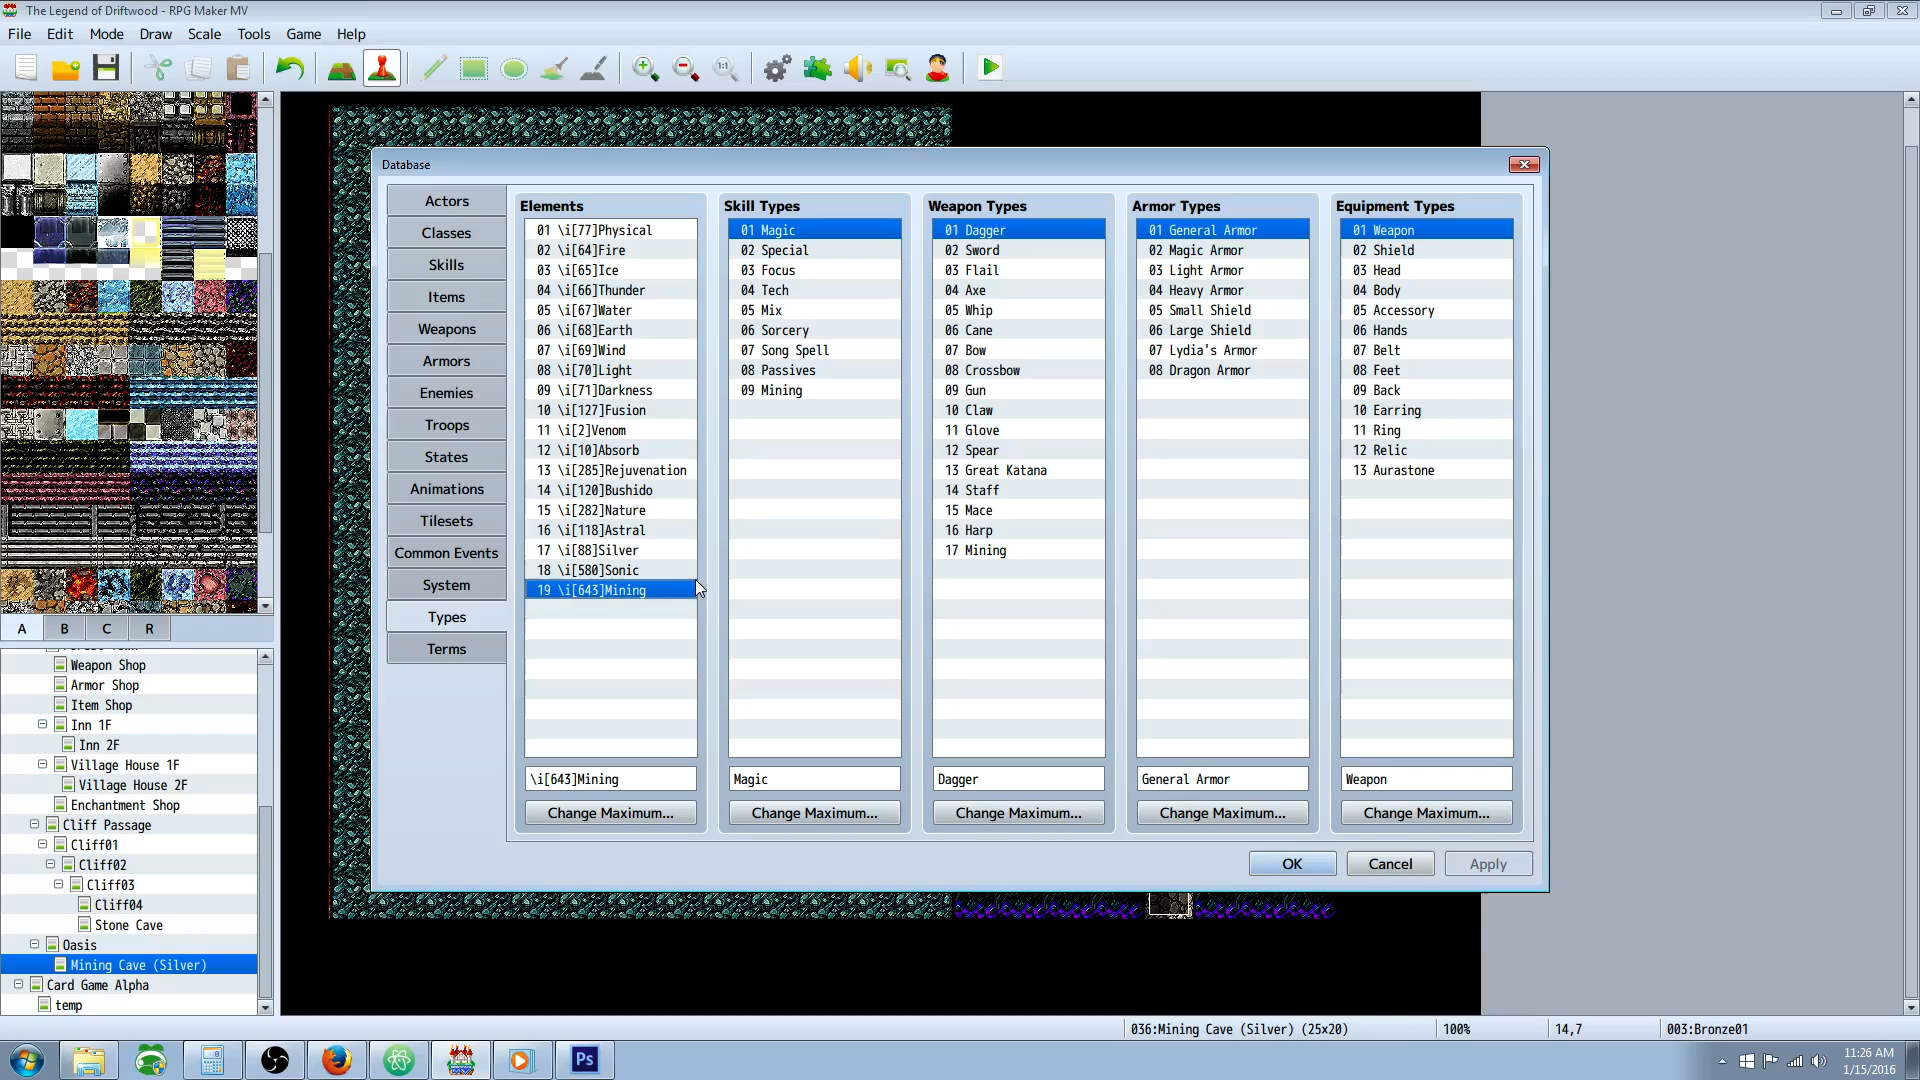 The Legend of Driftwood - RPG Maker MV
File Edit Mode Draw Scale Tools Game Help
1:1
Database
Actors
Classes
Skills
Items
Weapons
Armors
Enemies
Troops
States
Animations
Tilesets
Common Events
System
Types
Terms
Elements
01 \i[77]Physical
02 \i[64]Fire
03 \i[65]Ice
04 \i[66]Thunder
05 \i[67]Water
06 \i[68]Earth
07 \i[69]Wind
08 \i[70]Light
09 \i[71]Darkness
10 \i[127]Fusion
11 \i[2]Venom
12 \i[10]Absorb
13 \i[285]Rejuvenation
14 \i[120]Bushido
15 \i[282]Nature
16 \i[118]Astral
17 \i[88]Silver
18 \i[580]Sonic
19 \i[643]Mining
\i[643]Mining
Change Maximum...
Skill Types
01 Magic
02 Special
03 Focus
04 Tech
05 Mix
06 Sorcery
07 Song Spell
08 Passives
09 Mining
Magic
Change Maximum...
Weapon Types
01 Dagger
02 Sword
03 Flail
04 Axe
05 Whip
06 Cane
07 Bow
08 Crossbow
09 Gun
10 Claw
11 Glove
12 Spear
13 Great Katana
14 Staff
15 Mace
16 Harp
17 Mining
Dagger
Change Maximum...
Armor Types
01 General Armor
02 Magic Armor
03 Light Armor
04 Heavy Armor
05 Small Shield
06 Large Shield
07 Lydia's Armor
08 Dragon Armor
General Armor
Change Maximum...
Equipment Types
01 Weapon
02 Shield
03 Head
04 Body
05 Accessory
06 Hands
07 Belt
08 Feet
09 Back
10 Earring
11 Ring
12 Relic
13 Aurastone
Weapon
Change Maximum...
OK Cancel Apply
A B C R
Weapon Shop
Armor Shop
Item Shop
Inn 1F
Inn 2F
Village House 1F
Village House 2F
Enchantment Shop
Cliff Passage
Cliff01
Cliff02
Cliff03
Cliff04
Stone Cave
Oasis
Mining Cave (Silver)
Card Game Alpha
temp
036:Mining Cave (Silver) (25x20) 100% 14,7 003:Bronze01
Ps
11:26 AM
1/15/2016